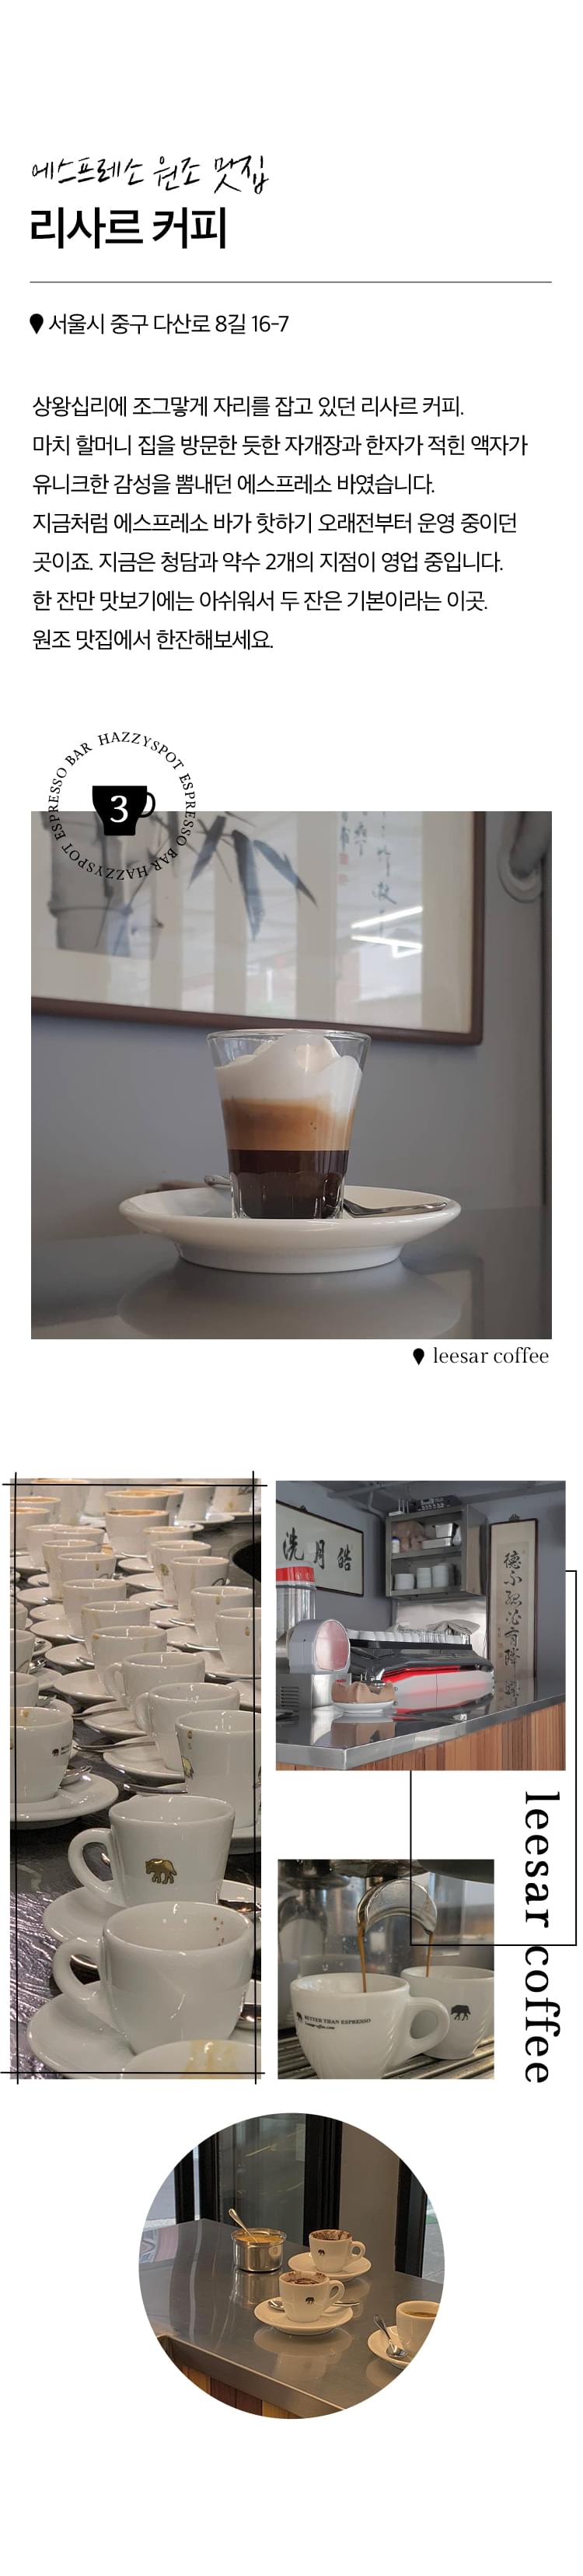 에스프레소 원조 맛집
리사르 커피
서울시 중구 다산로 8길 16-7
상왕십리에 조그맣게 자리를 잡고 있던 리사르 커피.
마치 할머니 집을 방문한 듯한 자개장과 한자가 적힌 액자가
유니크한 감성을 뽐내던 에스프레소 바였습니다.
지금처럼 에스프레소 바가 핫하기 오래전부터 운영 중이던
곳이죠. 지금은 청담과 약수 2개의 지점이 영업 중입니다.
한 잔만 맛보기에는 아쉬워서 두 잔은 기본이라는 이곳.
원조 맛집에서 한잔해보세요.
HAZZYSPOT ESPRESSO BAR HAZZYSPOT ESPRESSO BAR
3
leesar coffee
洗月皓
leesar coffee
BETTER THAN ESPRESSO